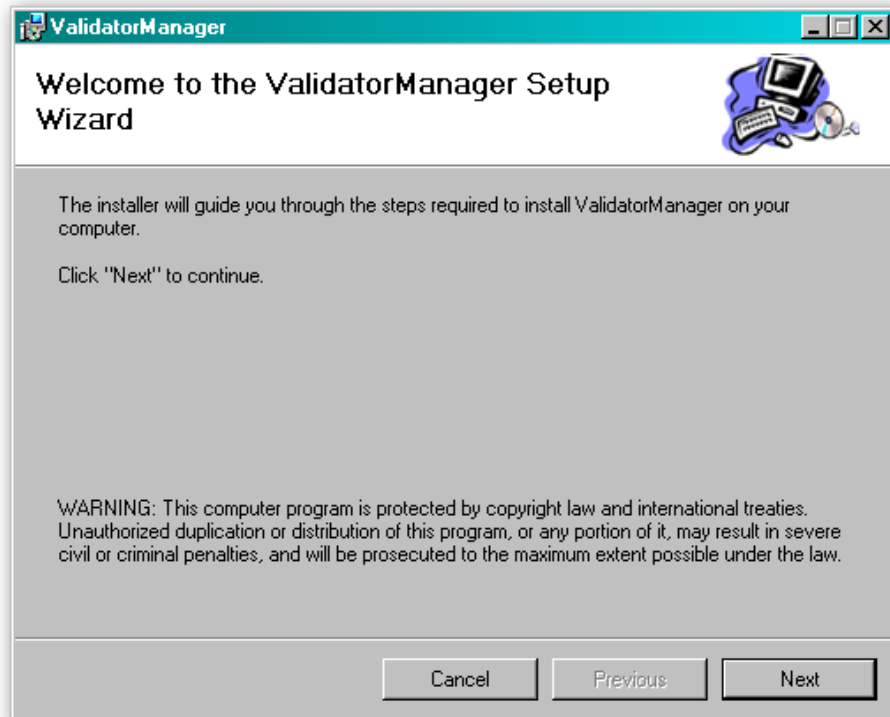 ValidatorManager
Welcome to the ValidatorManager Setup
Wizard
The installer will guide you through the steps required to install ValidatorManager on your
computer.
Click "Next" to continue.
WARNING: This computer program is protected by copyright law and international treaties.
Unauthorized duplication or distribution of this program, or any portion of it, may result in severe
civil or criminal penalties, and will be prosecuted to the maximum extent possible under the law.
Cancel Previous Next